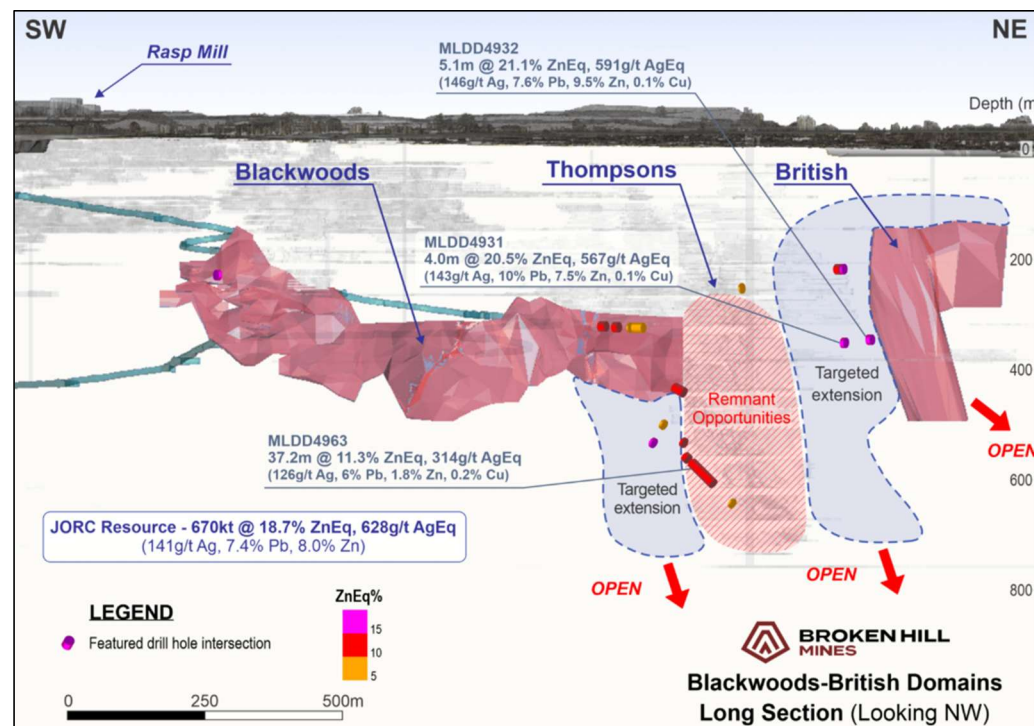 SW
NE
Rasp Mill
MLDD4932
5.1m @ 21.1% ZnEq, 591g/t AgEq
(146g/t Ag, 7.6% Pb, 9.5% Zn, 0.1% Cu)
Depth (m
0
Blackwoods
Thompsons
British
MLDD4931
4.0m @ 20.5% ZnEq, 567g/t AgEq
(143g/t Ag, 10% Pb, 7.5% Zn, 0.1% Cu)
200
400
Targeted
extension
Remnant
Opportunities
OPEN
MLDD4963
37.2m @ 11.3% ZnEq, 314g/t AgEq
(126g/t Ag, 6% Pb, 1.8% Zn, 0.2% Cu)
Targeted
extension
600
JORC Resource - 670kt @ 18.7% ZnEq, 628g/t AgEq
(141g/t Ag, 7.4% Pb, 8.0% Zn)
OPEN
OPEN
800
LEGEND
Featured drill hole intersection
ZnEq%
15
10
5
0
250
500m
BROKEN HILL
MINES
Blackwoods-British Domains
Long Section (Looking NW)